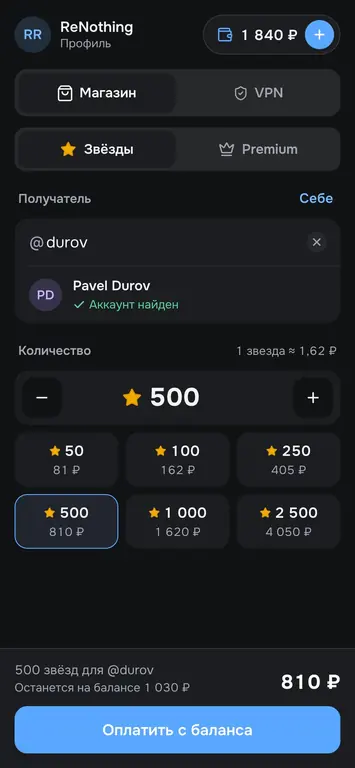 RR
ReNothing
Профиль
1 840 ₽
+
Магазин
VPN
Звёзды
Premium
Получатель
Себе
@durov
PD
Pavel Durov
Аккаунт найден
Количество
1 звезда ≈ 1,62 ₽
− 500 +
50
81 ₽
100
162 ₽
250
405 ₽
500
810 ₽
1 000
1 620 ₽
2 500
4 050 ₽
500 звёзд для @durov
Останется на балансе 1 030 ₽
810 ₽
Оплатить с баланса